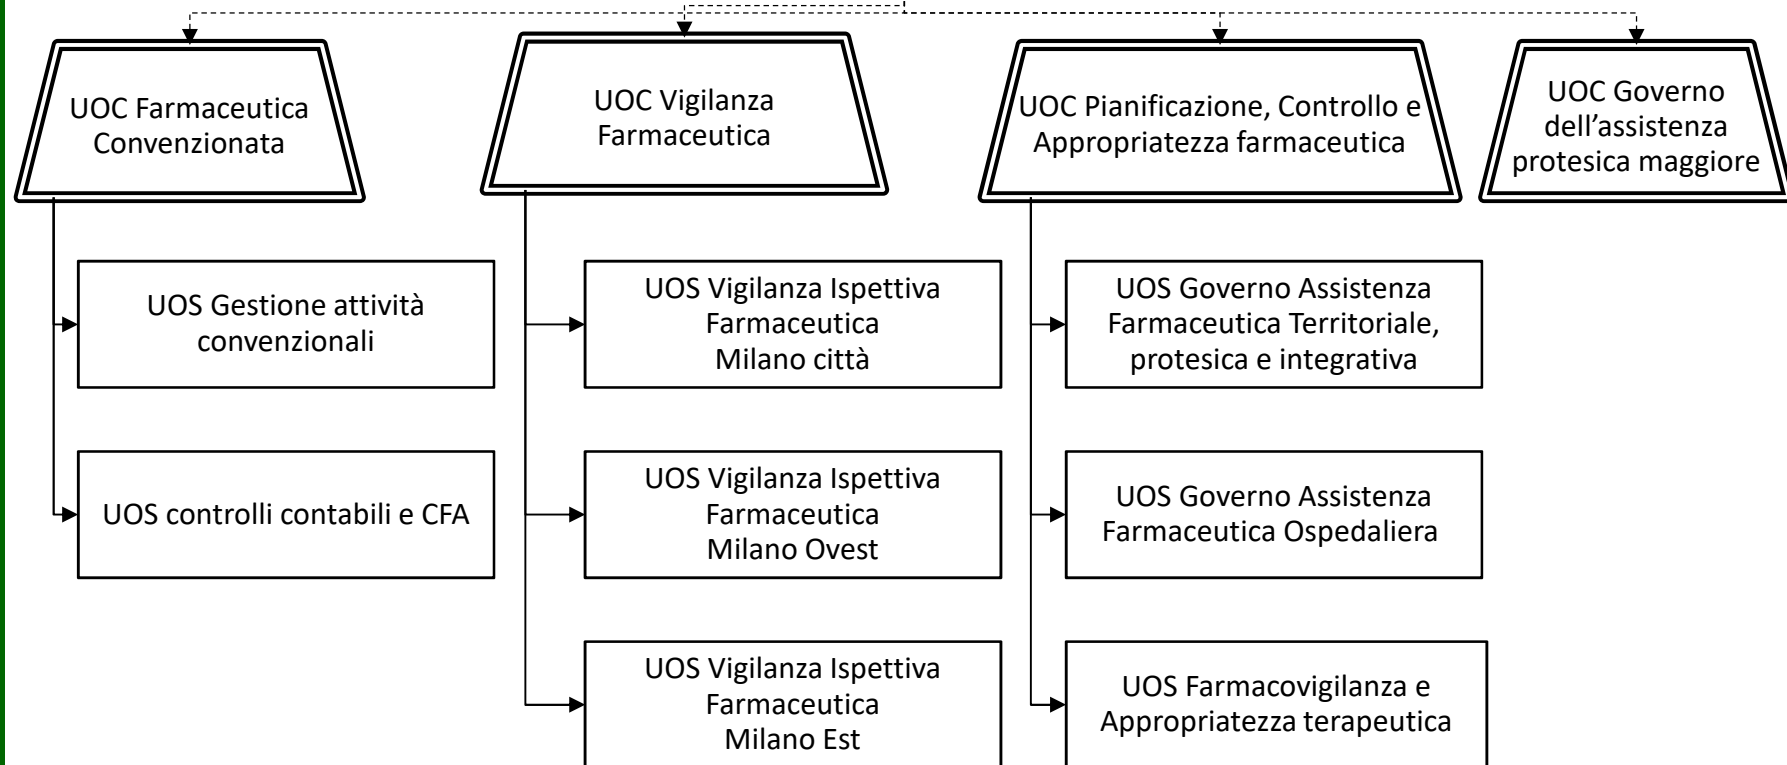 UOC Farmaceutica
Convenzionata
UOC Vigilanza
Farmaceutica
UOC Pianificazione, Controllo e
Appropriatezza farmaceutica
UOC Governo
dell’assistenza
protesica maggiore
UOS Gestione attività
convenzionali
UOS Vigilanza Ispettiva
Farmaceutica
Milano città
UOS Governo Assistenza
Farmaceutica Territoriale,
protesica e integrativa
UOS controlli contabili e CFA
UOS Vigilanza Ispettiva
Farmaceutica
Milano Ovest
UOS Governo Assistenza
Farmaceutica Ospedaliera
UOS Vigilanza Ispettiva
Farmaceutica
Milano Est
UOS Farmacovigilanza e
Appropriatezza terapeutica